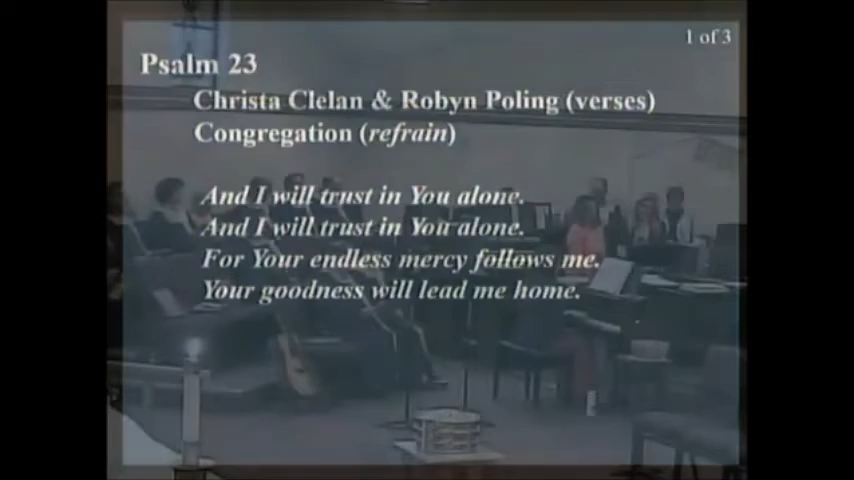 1 of 3
Psalm 23
Christa Clelan & Robyn Poling (verses)
Congregation (refrain)
And I will trust in You alone.
And I will trust in You alone.
For Your endless mercy follows me.
Your goodness will lead me home.